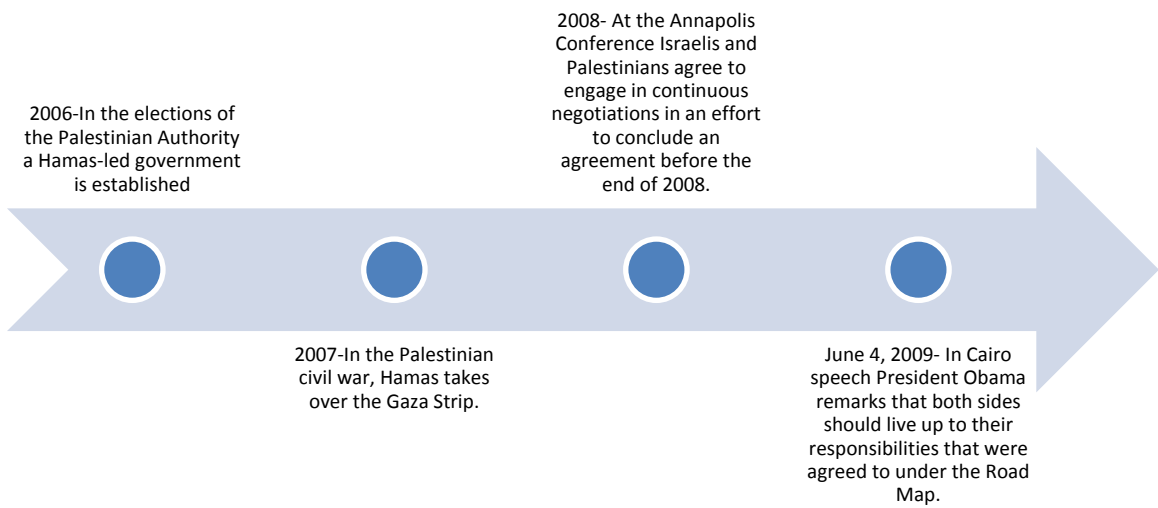 2006-In the elections of
the Palestinian Authority
a Hamas-led government
is established
2007-In the Palestinian
civil war, Hamas takes
over the Gaza Strip.
2008- At the Annapolis
Conference Israelis and
Palestinians agree to
engage in continuous
negotiations in an effort
to conclude an
agreement before the
end of 2008.
June 4, 2009- In Cairo
speech President Obama
remarks that both sides
should live up to their
responsibilities that were
agreed to under the Road
Map.